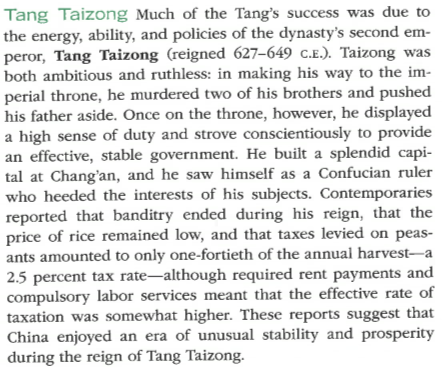 Tang Taizong Much of the Tang's success was due to
the energy, ability, and policies of the dynasty's second em-
peror, Tang Taizong (reigned 627–649 C.E.). Taizong was
both ambitious and ruthless: in making his way to the im-
perial throne, he murdered two of his brothers and pushed
his father aside. Once on the throne, however, he displayed
a high sense of duty and strove conscientiously to provide
an effective, stable government. He built a splendid capi-
tal at Chang'an, and he saw himself as a Confucian ruler
who heeded the interests of his subjects. Contemporaries
reported that banditry ended during his reign, that the
price of rice remained low, and that taxes levied on peas-
ants amounted to only one-fortieth of the annual harvest—a
2.5 percent tax rate—although required rent payments and
compulsory labor services meant that the effective rate of
taxation was somewhat higher. These reports suggest that
China enjoyed an era of unusual stability and prosperity
during the reign of Tang Taizong.